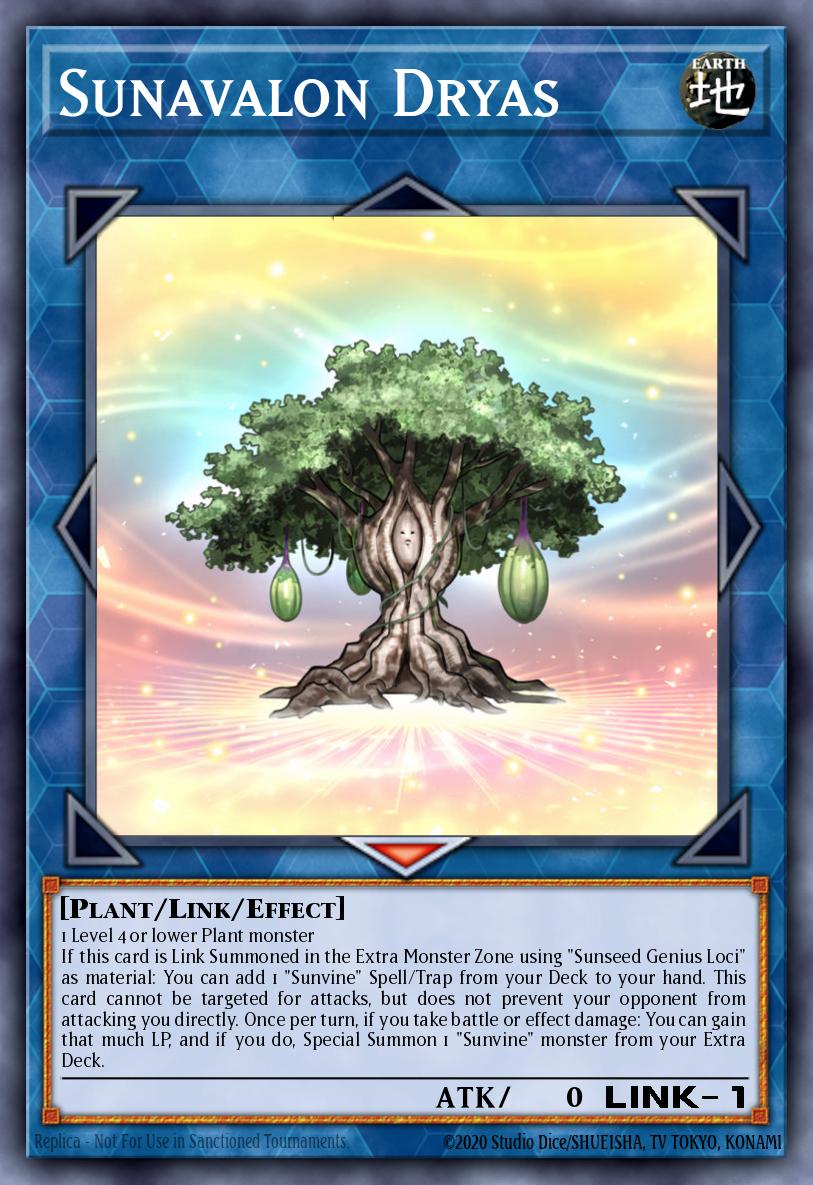 Sunavalon Dryas
EARTH
地
[Plant/Link/Effect]
1 Level 4 or lower Plant monster
If this card is Link Summoned in the Extra Monster Zone using "Sunseed Genius Loci"
as material: You can add 1 "Sunvine" Spell/Trap from your Deck to your hand. This
card cannot be targeted for attacks, but does not prevent your opponent from
attacking you directly. Once per turn, if you take battle or effect damage: You can gain
that much LP, and if you do, Special Summon 1 "Sunvine" monster from your Extra
Deck.
ATK/ 0 LINK-1
Replica - Not For Use in Sanctioned Tournaments.
©2020 Studio Dice/SHUEISHA, TV TOKYO, KONAMI